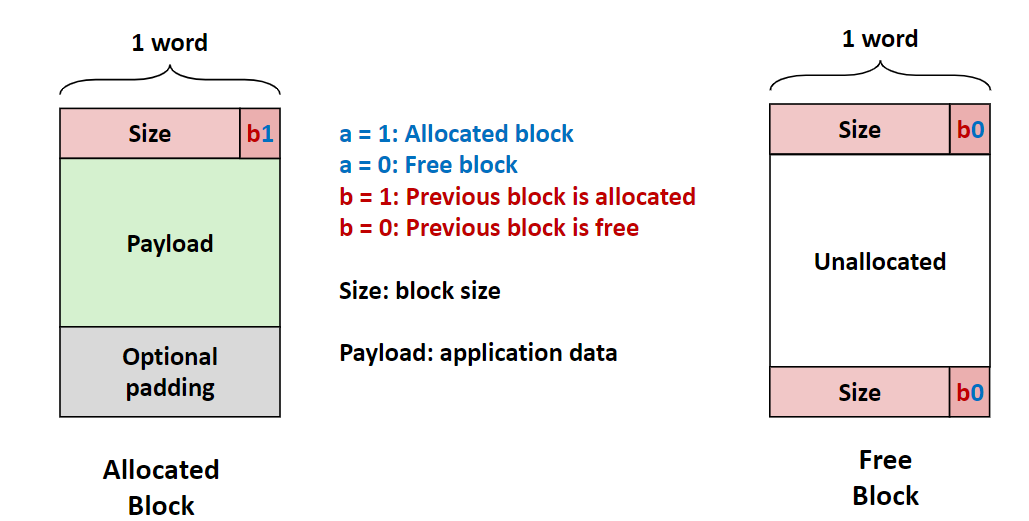 1 word
Size
b1
Payload
Optional
padding
Allocated
Block
a = 1: Allocated block
a = 0: Free block
b = 1: Previous block is allocated
b = 0: Previous block is free
Size: block size
Payload: application data
1 word
Size
b0
Unallocated
Size
b0
Free
Block